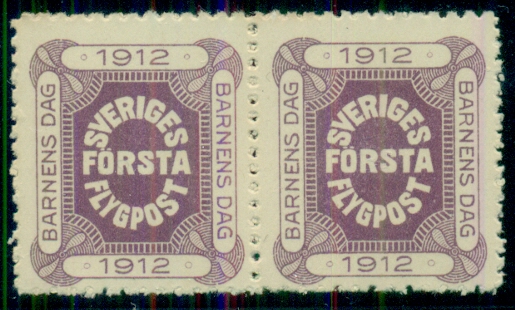 1912
BARNENS DAG
SVERIGES
FÖRSTA
FLYGPOST
BARNENS DAG
1912
1912
BARNENS DAG
SVERIGES
FÖRSTA
FLYGPOST
BARNENS DAG
1912